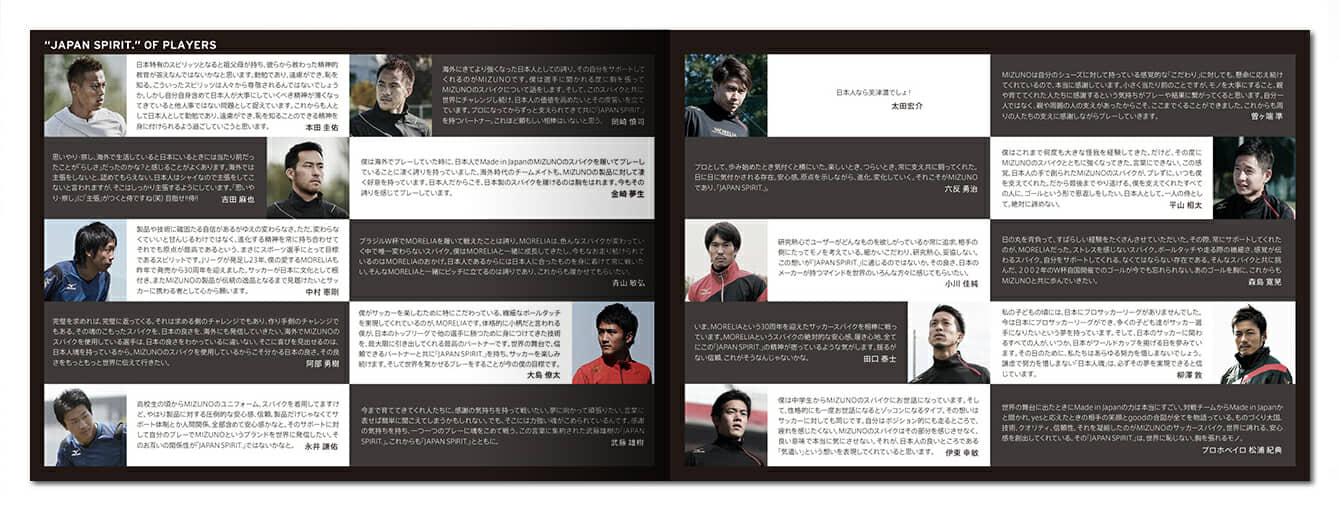 “JAPAN SPIRIT.” OF PLAYERS
日本特有のスピリッツとなると祖父母が持ち、彼らから教わった精神的
教育が答えなんではないかなと思います。勤勉であり、遠慮ができ、恥を
知る。こういったスピリッツは人々から尊敬されるんではないでしょう
か。しかし自分自身含めて日本人が大事にしていくべき精神が薄くなっ
てきていると他人事ではない問題として捉えています。これからも人と
して日本人として勤勉であり、遠慮ができ、恥を知ることのできる精神を
身に付けられるよう過ごしていこうと思います。
本田 圭佑
海外にきてより強くなった日本人としての誇り。その自分をサポートして
くれるのがMIZUNOです。僕は選手に聞かれる度に胸を張って
MIZUNOのスパイクについて話をします。そして、このスパイクと共に
世界にチャレンジし続け、日本人の価値を高めたいとその度誓いを立て
ています。プロになってからずっと支えられてきて共に「JAPAN SPIRIT」
を持つパートナー。これほど頼もしい相棒はいないと思う。
岡崎 慎司
思いやり・察し、海外で生活していると日本にいるときには当り前だっ
たことが「らしさ」だったのかな?と感じることがよくあります。海外では
主張をしないと、認めてもらえない。日本人はシャイなので主張をしてこ
ないと言われますが、そこはしっかり主張するようにしています。「思いや
り・察し」に「主張」がつくと侍ですね(笑) 目指せ!!侍!!
吉田 麻也
僕は海外でプレーしていた時に、日本人でMade in JapanのMIZUNOのスパイクを履いてプレーし
ていることに凄く誇りを持っていました。海外時代のチームメイトも、MIZUNOの製品に対して凄
く好意を持っています。日本人だからこそ、日本製のスパイクを履けるのは胸をはれます。今もその
誇りを感じてプレーしています。
金崎 夢生
製品や技術に確固たる自信があるがゆえの変わらなさ。ただ、変わら
なくていいと甘んじるわけではなく、進化する精神を常に持ち合わせて
それでも原点が最高であるという、まさにスポーツ選手にとって目標
であるスピリットです。Jリーグが発足し23年、僕の愛するMORELIAも
昨年で発売から30周年を迎えました。サッカーが日本に文化として根
付き、またMIZUNOの製品が伝統の逸品となるまで見届けたいとサッ
カーに携わる者として心から願います。
中村 憲剛
ブラジルW杯でMORELIAを履いて戦えたことは誇り。MORELIAは、色んなスパイクが変わってい
く中で唯一変わらないスパイク。僕はMORELIAと一緒に成長してきたし、今もなお走り続けられて
いるのはMORELIAのおかげ。日本人であるからには日本人に合ったものを身に着けて常に戦いた
い。そんなMORELIAと一緒にピッチに立てるのは誇りであり、これからも履かせてもらいたい。
青山 敏弘
完璧を求めれば、完璧に返ってくる。それは求める側のチャレンジでもあり、作り手側のチャレンジで
もある。その魂のこもったスパイクを、日本の良さを、海外にも発信していきたい。海外でMIZUNOの
スパイクを使用している選手は、日本の良さをわかっているに違いない。そこに喜びを見出せるのは、
日本人魂を持っているから。MIZUNOのスパイクを使用しているからこそ分かる日本の良さ。その良
さをもっともっと世界に伝えて行きたい。
阿部 勇樹
僕がサッカーを楽しむために特にこだわっている、繊細なボールタッチ
を実現してくれているのが、MORELIAです。体格的に小柄だと言われる
僕が、日本のトップリーグで他の選手に勝つために身につけてきた技術
を、最大限に引き出してくれる最高のパートナーです。世界の舞台で、信
頼できるパートナーと共に「JAPAN SPIRIT」を持ち、サッカーを楽しみ
続けます。そして世界を驚かせるプレーをすることが今の僕の目標です。
大島 僚太
高校生の頃からMIZUNOのユニフォーム、スパイクを着用してますけ
ど、やはり製品に対する圧倒的な安心感、信頼。製品だけじゃなくてサ
ポート体制とか人間関係、全部含めて安心感かなと。そのサポートに対
して自分のプレーでMIZUNOというブランドを世界に発信したい。そ
のお互いの関係性が「JAPAN SPIRIT。」ではないかなと。
永井 謙佑
今まで育ててきてくれた人たちに、感謝の気持ちを持って戦いたい。夢に向かって頑張りたい。言葉に
表せば簡単に聞こえてしまうかもしれない。でも、そこには力強い魂がこめられているんです。感謝
の気持ちを持ち、一つ一つのプレーに魂をこめて戦う。この言葉に集約された武藤雄樹の「JAPAN
SPIRIT」。これからも「JAPAN SPIRIT」とともに。
武藤 雄樹
日本人なら美津濃でしょ!
太田宏介
MIZUNOは自分のシューズに対して持っている感覚的な「こだわり」に対しても、懸命に応え続け
てくれているので、本当に感謝しています。小さく当たり前のことですが、モノを大事にすること、親
や育ててくれた人たちに感謝するという気持ちがプレーや結果に繋がってくると思います。自分一
人ではなく、親や周囲の人の支えがあったからこそ、ここまでくることができました。これからも周
りの人たちの支えに感謝しながらプレーしていきます。
曽ヶ端 準
プロとして、歩み始めたとき気付くと横にいた。楽しいとき、つらいとき、常に支え共に闘ってくれた。
日に日に気付かされる存在、安心感。原点を示しながら、進化、変化していく。それこそがMIZUNO
であり、「JAPAN SPIRIT。」。
六反 勇治
僕はこれまで何度も大きな怪我を経験してきた。だけど、その度に
MIZUNOのスパイクとともに強くなってきた。言葉にできない、この感
覚。日本人の手で創られたMIZUNOのスパイクが、プレずに、いつも僕
を支えてくれた。だから最後までやり遂げる。僕を支えてくれたすべて
の人に、ゴールという形で恩返しをしたい。日本人として、一人の侍とし
て。絶対に諦めない。
平山 相太
研究熱心でユーザーがどんなものを欲しがっているか常に追求。相手の
側にたってモノを考えている。細かいこだわり、研究熱心、妥協しない。
この想いが「JAPAN SPIRIT」に通じるのではないか。その良さ、日本の
メーカーが持つマインドを世界のいろんな方々に感じてもらいたい。
小川 佳純
日の丸を背負って、すばらしい経験をたくさんさせていただいた。その際、常にサポートしてくれた
のが、MORELIAだった。ストレスを感じないスパイク。ボールタッチや走る際の繊細さ、感覚が伝
わるスパイク。自分をサポートしてくれる、なくてはならない存在である。そんなスパイクと共に挑
んだ、2002年のW杯自国開催でのゴールが今でも忘れられない。あのゴールを胸に、これからも
MIZUNOと共に歩んでいきたい。
森島 寛晃
いま、MORELIAという30周年を迎えたサッカースパイクを相棒に戦っ
ています。MORELIAというスパイクの絶対的な安心感、履き心地、全て
にこの「JAPAN SPIRIT」の精神が宿っているような気がします。揺るが
ない信頼、これがそうなんじゃないかな。
田口 泰士
私の子どもの頃には、日本にプロサッカーリーグがありませんでした。
今は日本にプロサッカーリーグができ、多くの子ども達がサッカー選手
になりたいという夢を持っています。そして、日本のサッカーに関わ
るすべての人が、いつか、日本がワールドカップを掲げる日を夢みてい
ます。その日のために、私たちはあらゆる努力を惜しまないでしょう。
謙虚で努力を惜しまない「日本人魂」は、必ずその夢を実現できると信
じています。
柳澤 敦
僕は中学生からMIZUNOのスパイクにお世話になっています。そし
て、性格的にも一度お世話になるとゾッコンになるタイプ。その想いは
サッカーに対しても同じです。自分はポジション的にも走るところで、
疲れを感じたくない。MIZUNOのスパイクはその部分を感じさせなく、
良い意味で本当に気にさせない。それが、日本人の良いところである
「気遣い」という想いを表現してくれていると思います。
伊東 幸敏
世界の舞台に出たときにMade in Japanの力は本当にすごい。対戦チームからMade in Japanか
と聞かれ、yesと応えたときの相手の笑顔とgoodの合図が全てを物語っている。ものづくり大国。
技術、クオリティ、信頼性、それを凝縮したのがMIZUNOのサッカースパイク。世界に誇れる、安心
感を創出してくれている。その「JAPAN SPIRIT」は、世界に恥じない、胸を張れるモノ。
プロホペイロ 松浦 紀典